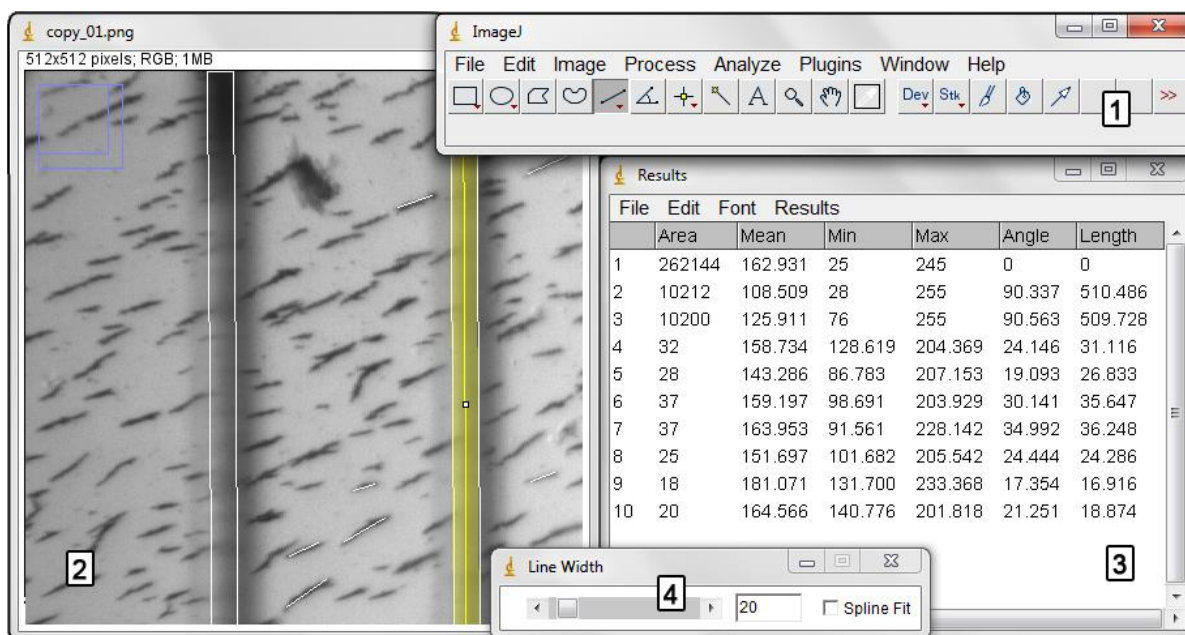 copy_01.png
512x512 pixels; RGB; 1MB
2
ImageJ
File Edit Image Process Analyze Plugins Window Help
A Dev Stk >>
1
Results
File Edit Font Results
Area Mean Min Max Angle Length
1 262144 162.931 25 245 0 0
2 10212 108.509 28 255 90.337 510.486
3 10200 125.911 76 255 90.563 509.728
4 32 158.734 128.619 204.369 24.146 31.116
5 28 143.286 86.783 207.153 19.093 26.833
6 37 159.197 98.691 203.929 30.141 35.647
7 37 163.953 91.561 228.142 34.992 36.248
8 25 151.697 101.682 205.542 24.444 24.286
9 18 181.071 131.700 233.368 17.354 16.916
10 20 164.566 140.776 201.818 21.251 18.874
3
Line Width
4
20 Spline Fit